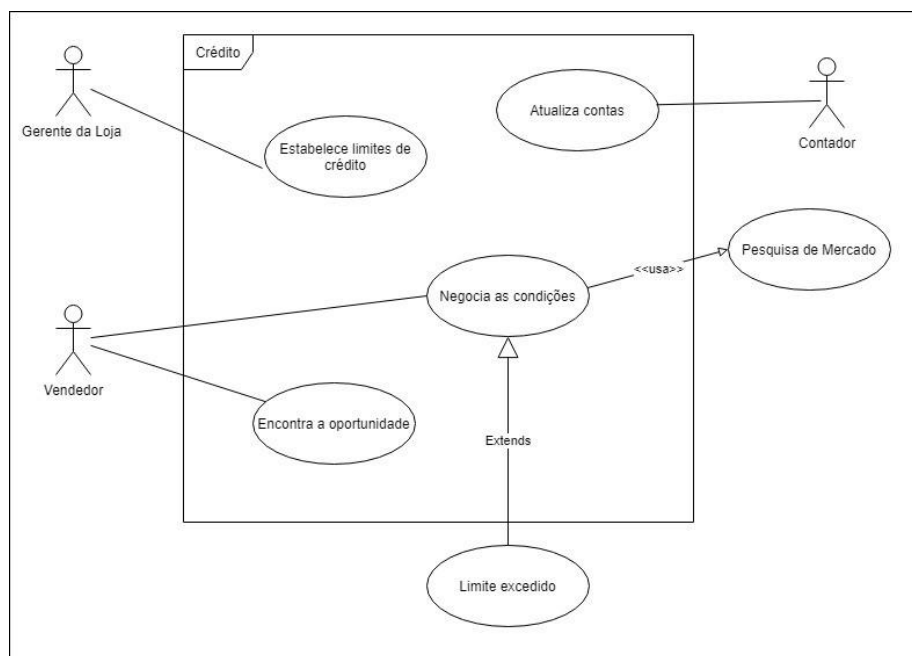 Crédito
Gerente da Loja
Estabelece limites de
crédito
Atualiza contas
Contador
Pesquisa de Mercado
<<usa>>
Negocia as condições
Vendedor
Encontra a oportunidade
Extends
Limite excedido